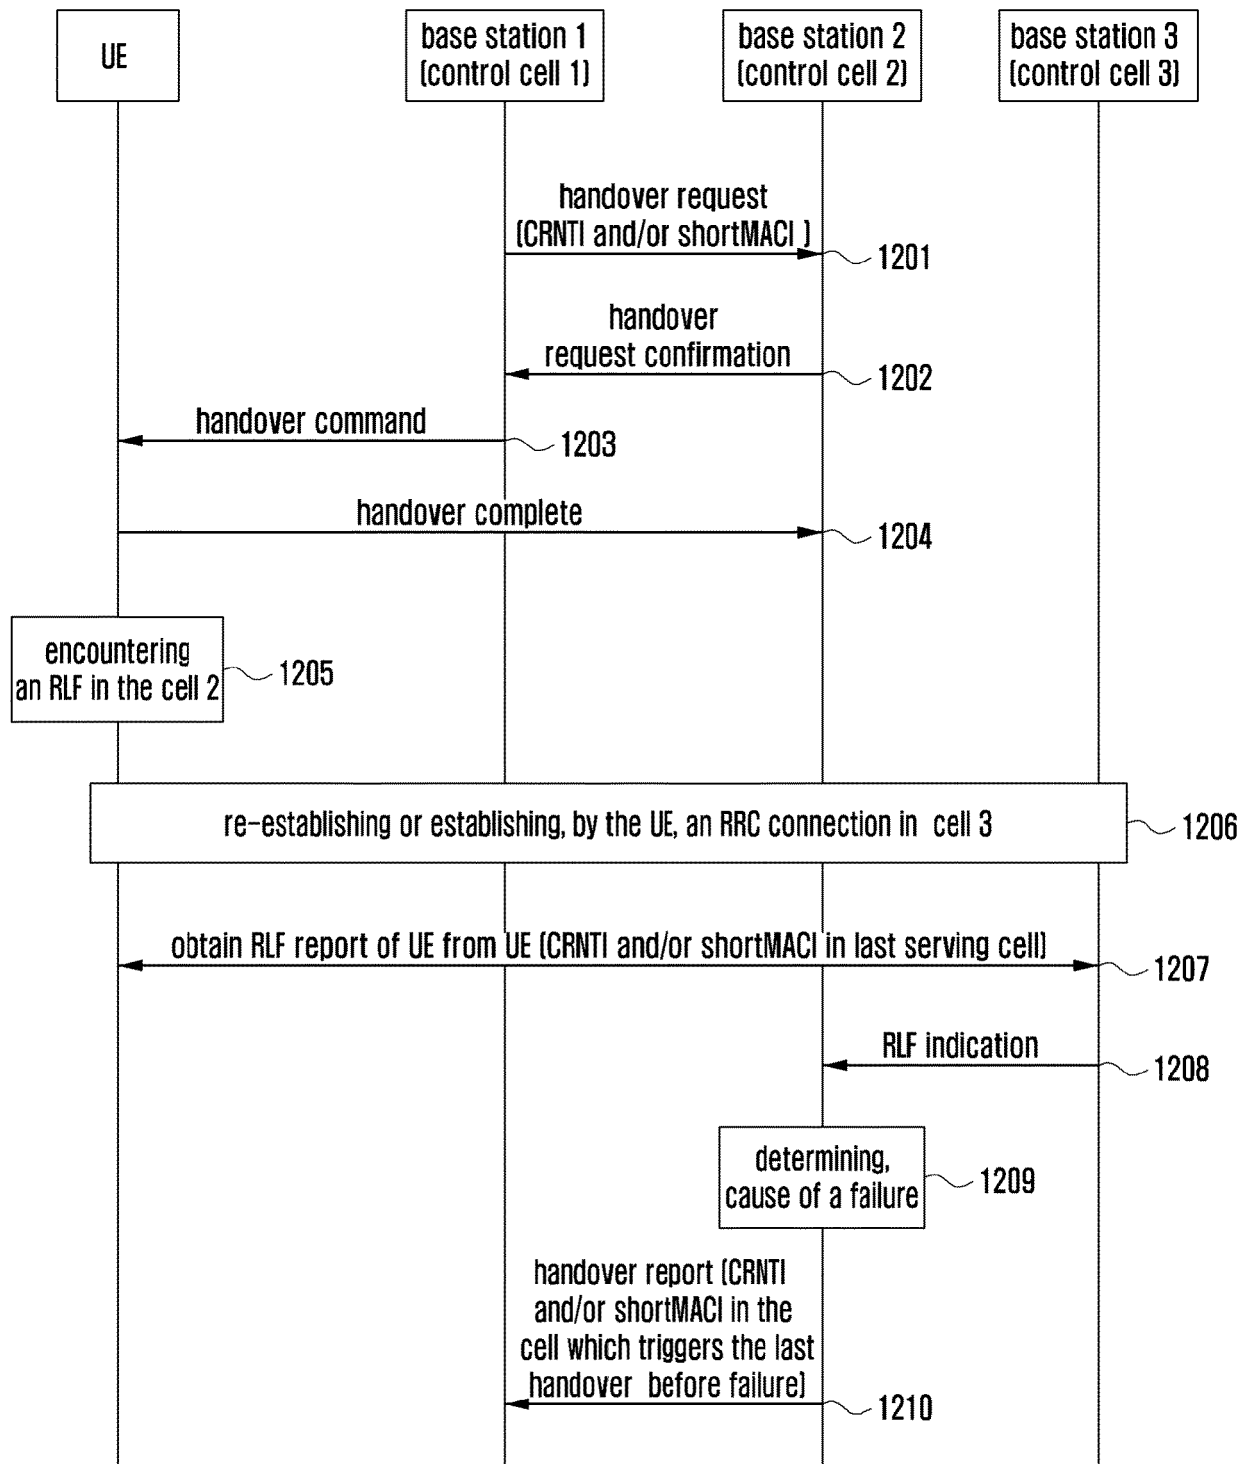 UE
base station 1
(control cell 1)
base station 2
(control cell 2)
base station 3
(control cell 3)
handover request
(CRNTI and/or shortMACI )
1201
handover
request confirmation
1202
handover command
1203
handover complete
1204
encountering
an RLF in the cell 2
1205
re-establishing or establishing, by the UE, an RRC connection in cell 3
1206
obtain RLF report of UE from UE (CRNTI and/or shortMACI in last serving cell)
1207
RLF indication
1208
determining,
cause of a failure
1209
handover report (CRNTI
and/or shortMACI in the
cell which triggers the last
handover before failure)
1210